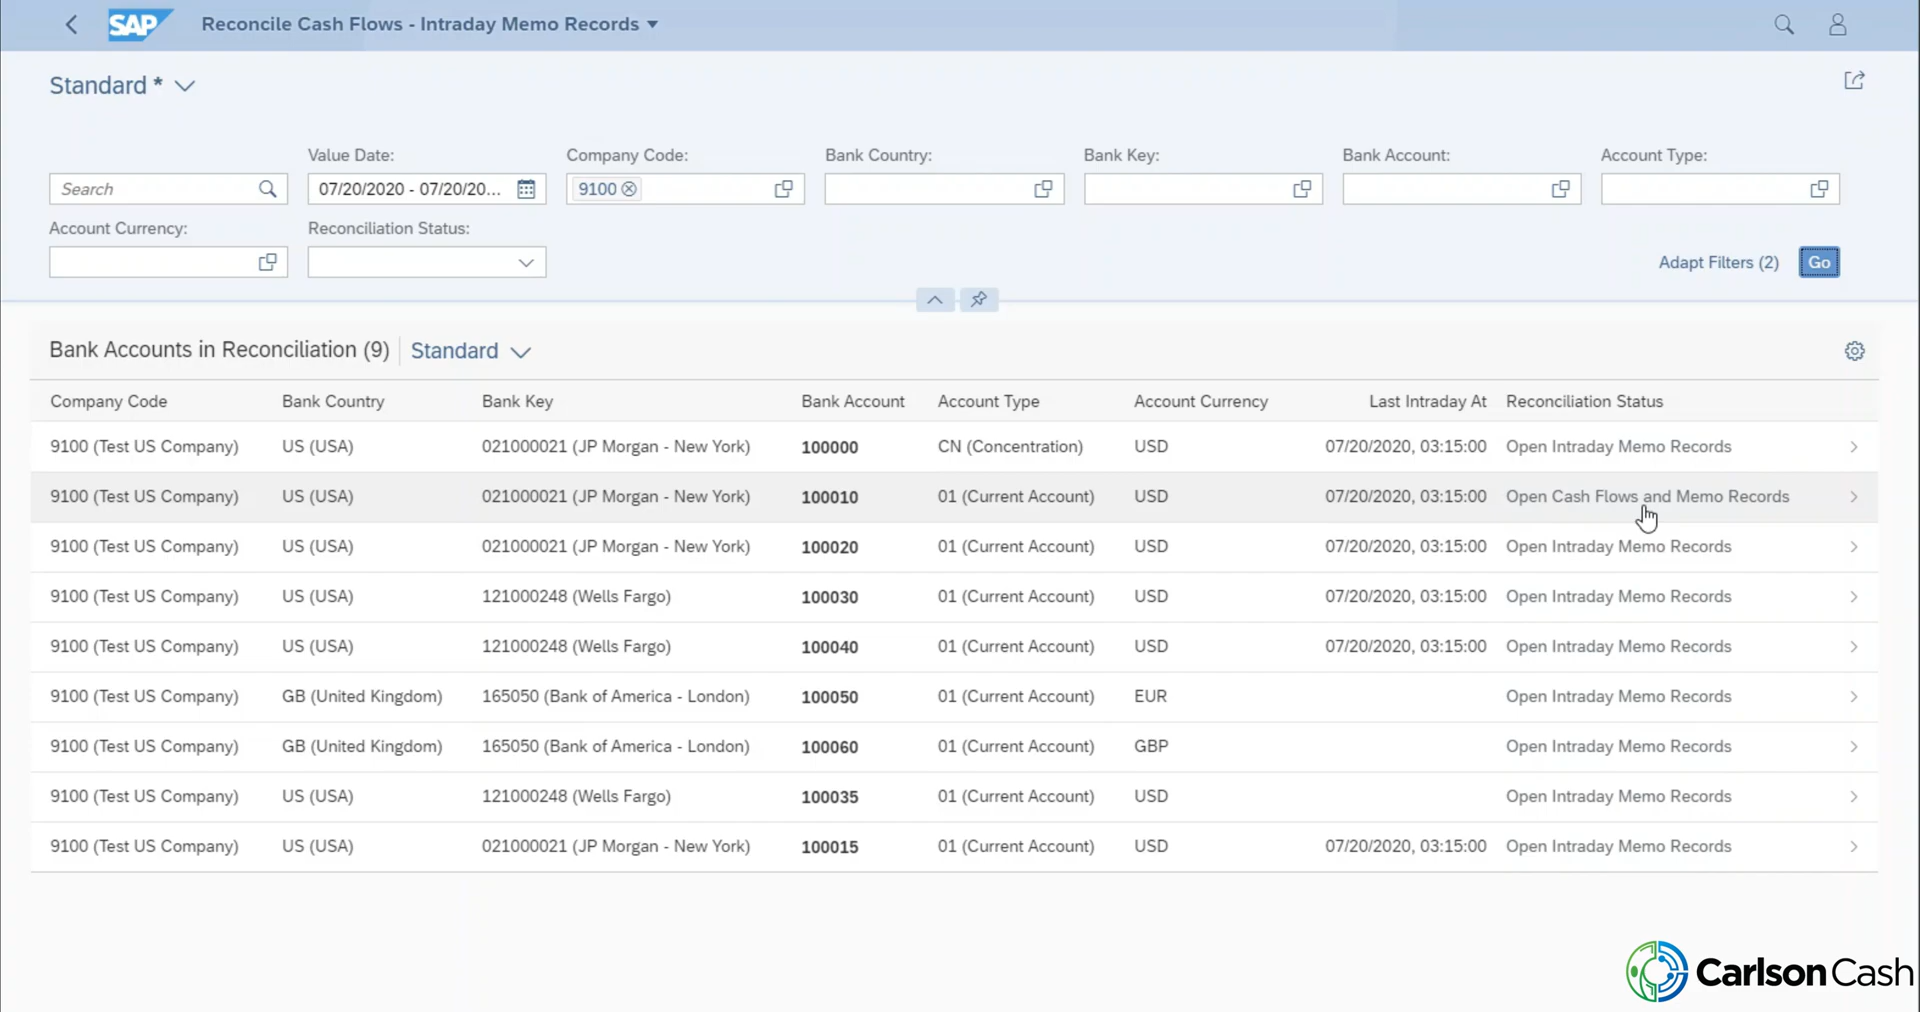 SAP Reconcile Cash Flows - Intraday Memo Records
Standard *
Value Date: Company Code: Bank Country: Bank Key: Bank Account: Account Type:
Search 07/20/2020 - 07/20/20... 9100
Account Currency: Reconciliation Status:
Adapt Filters (2) Go
Bank Accounts in Reconciliation (9) Standard
Company Code Bank Country Bank Key Bank Account Account Type Account Currency Last Intraday At Reconciliation Status
9100 (Test US Company) US (USA) 021000021 (JP Morgan - New York) 100000 CN (Concentration) USD 07/20/2020, 03:15:00 Open Intraday Memo Records
9100 (Test US Company) US (USA) 021000021 (JP Morgan - New York) 100010 01 (Current Account) USD 07/20/2020, 03:15:00 Open Cash Flows and Memo Records
9100 (Test US Company) US (USA) 021000021 (JP Morgan - New York) 100020 01 (Current Account) USD 07/20/2020, 03:15:00 Open Intraday Memo Records
9100 (Test US Company) US (USA) 121000248 (Wells Fargo) 100030 01 (Current Account) USD 07/20/2020, 03:15:00 Open Intraday Memo Records
9100 (Test US Company) US (USA) 121000248 (Wells Fargo) 100040 01 (Current Account) USD 07/20/2020, 03:15:00 Open Intraday Memo Records
9100 (Test US Company) GB (United Kingdom) 165050 (Bank of America - London) 100050 01 (Current Account) EUR Open Intraday Memo Records
9100 (Test US Company) GB (United Kingdom) 165050 (Bank of America - London) 100060 01 (Current Account) GBP Open Intraday Memo Records
9100 (Test US Company) US (USA) 121000248 (Wells Fargo) 100035 01 (Current Account) USD Open Intraday Memo Records
9100 (Test US Company) US (USA) 021000021 (JP Morgan - New York) 100015 01 (Current Account) USD 07/20/2020, 03:15:00 Open Intraday Memo Records
Carlson Cash